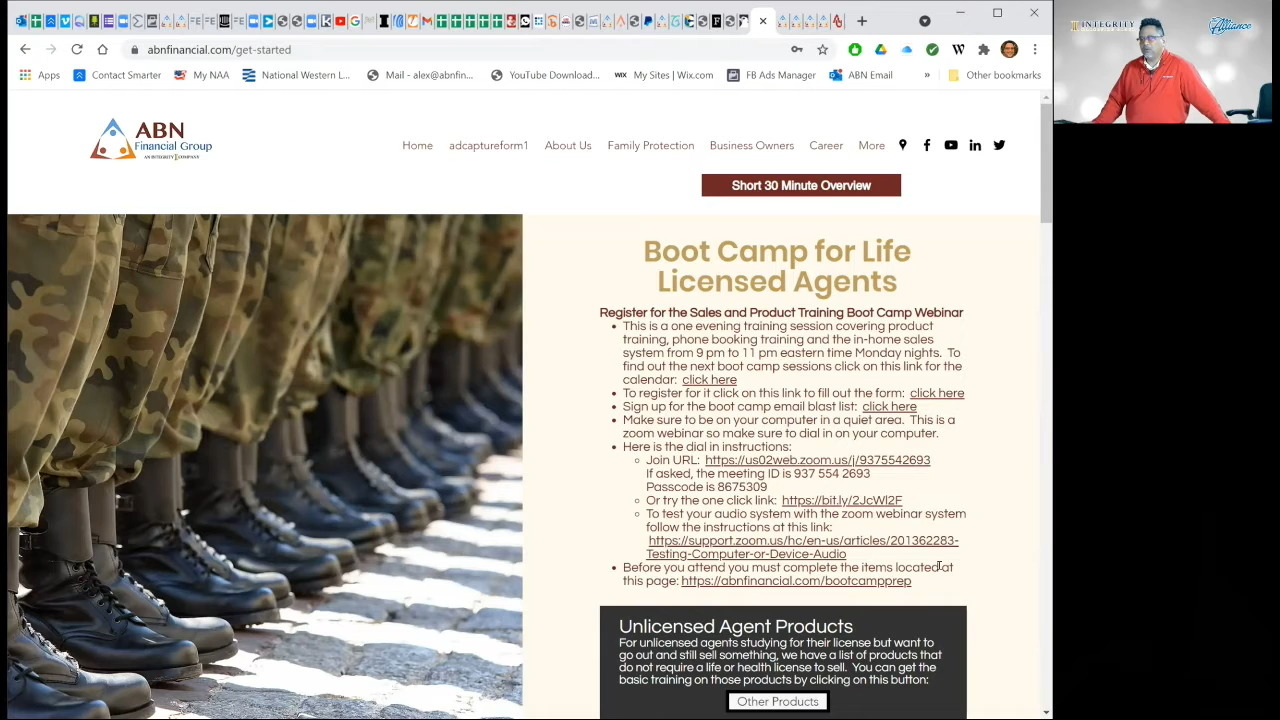 abnfinancial.com/get-started
Apps
Contact Smarter
My NAA
National Western L...
Mail - alex@abnfin...
YouTube Download...
My Sites | Wix.com
FB Ads Manager
ABN Email
»
Other bookmarks
INTEGRITY
Alliance
ABN
Financial Group
AN INTEGRITY COMPANY
Home
adcaptureform1
About Us
Family Protection
Business Owners
Career
More
Short 30 Minute Overview
Boot Camp for Life
Licensed Agents
Register for the Sales and Product Training Boot Camp Webinar
This is a one evening training session covering product
training, phone booking training and the in-home sales
system from 9 pm to 11 pm eastern time Monday nights. To
find out the next boot camp sessions click on this link for the
calendar: click here
To register for it click on this link to fill out the form: click here
Sign up for the boot camp email blast list: click here
Make sure to be on your computer in a quiet area. This is a
zoom webinar so make sure to dial in on your computer.
Here is the dial in instructions:
Join URL: https://us02web.zoom.us/j/9375542693
If asked, the meeting ID is 937 554 2693
Passcode is 8675309
Or try the one click link: https://bit.ly/2JcWl2F
To test your audio system with the zoom webinar system
follow the instructions at this link:
https://support.zoom.us/hc/en-us/articles/201362283-
Testing-Computer-or-Device-Audio
Before you attend you must complete the items located at
this page: https://abnfinancial.com/bootcampprep
Unlicensed Agent Products
For unlicensed agents studying for their license but want to
go out and still sell something, we have a list of products that
do not require a life or health license to sell. You can get the
basic training on those products by clicking on this button:
Other Products